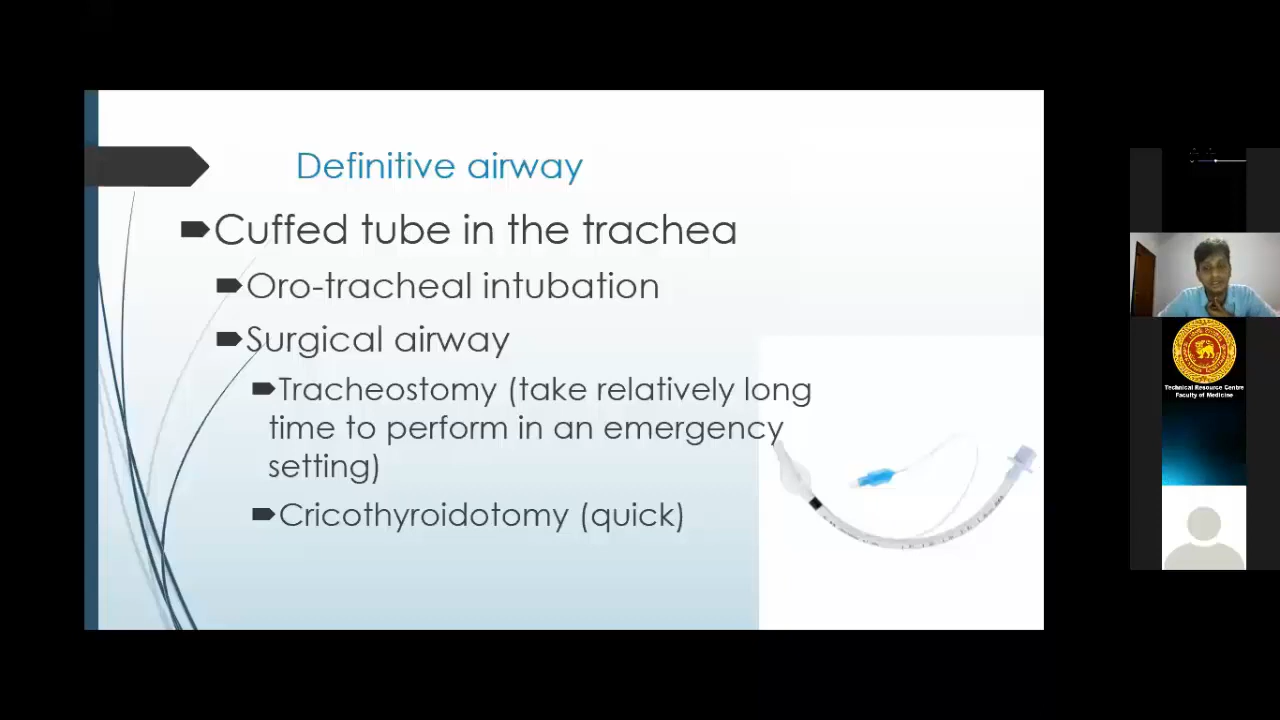 Definitive airway
Cuffed tube in the trachea
Oro-tracheal intubation
Surgical airway
Tracheostomy (take relatively long
time to perform in an emergency
setting)
Cricothyroidotomy (quick)
Technical Resource Centre
Faculty of Medicine